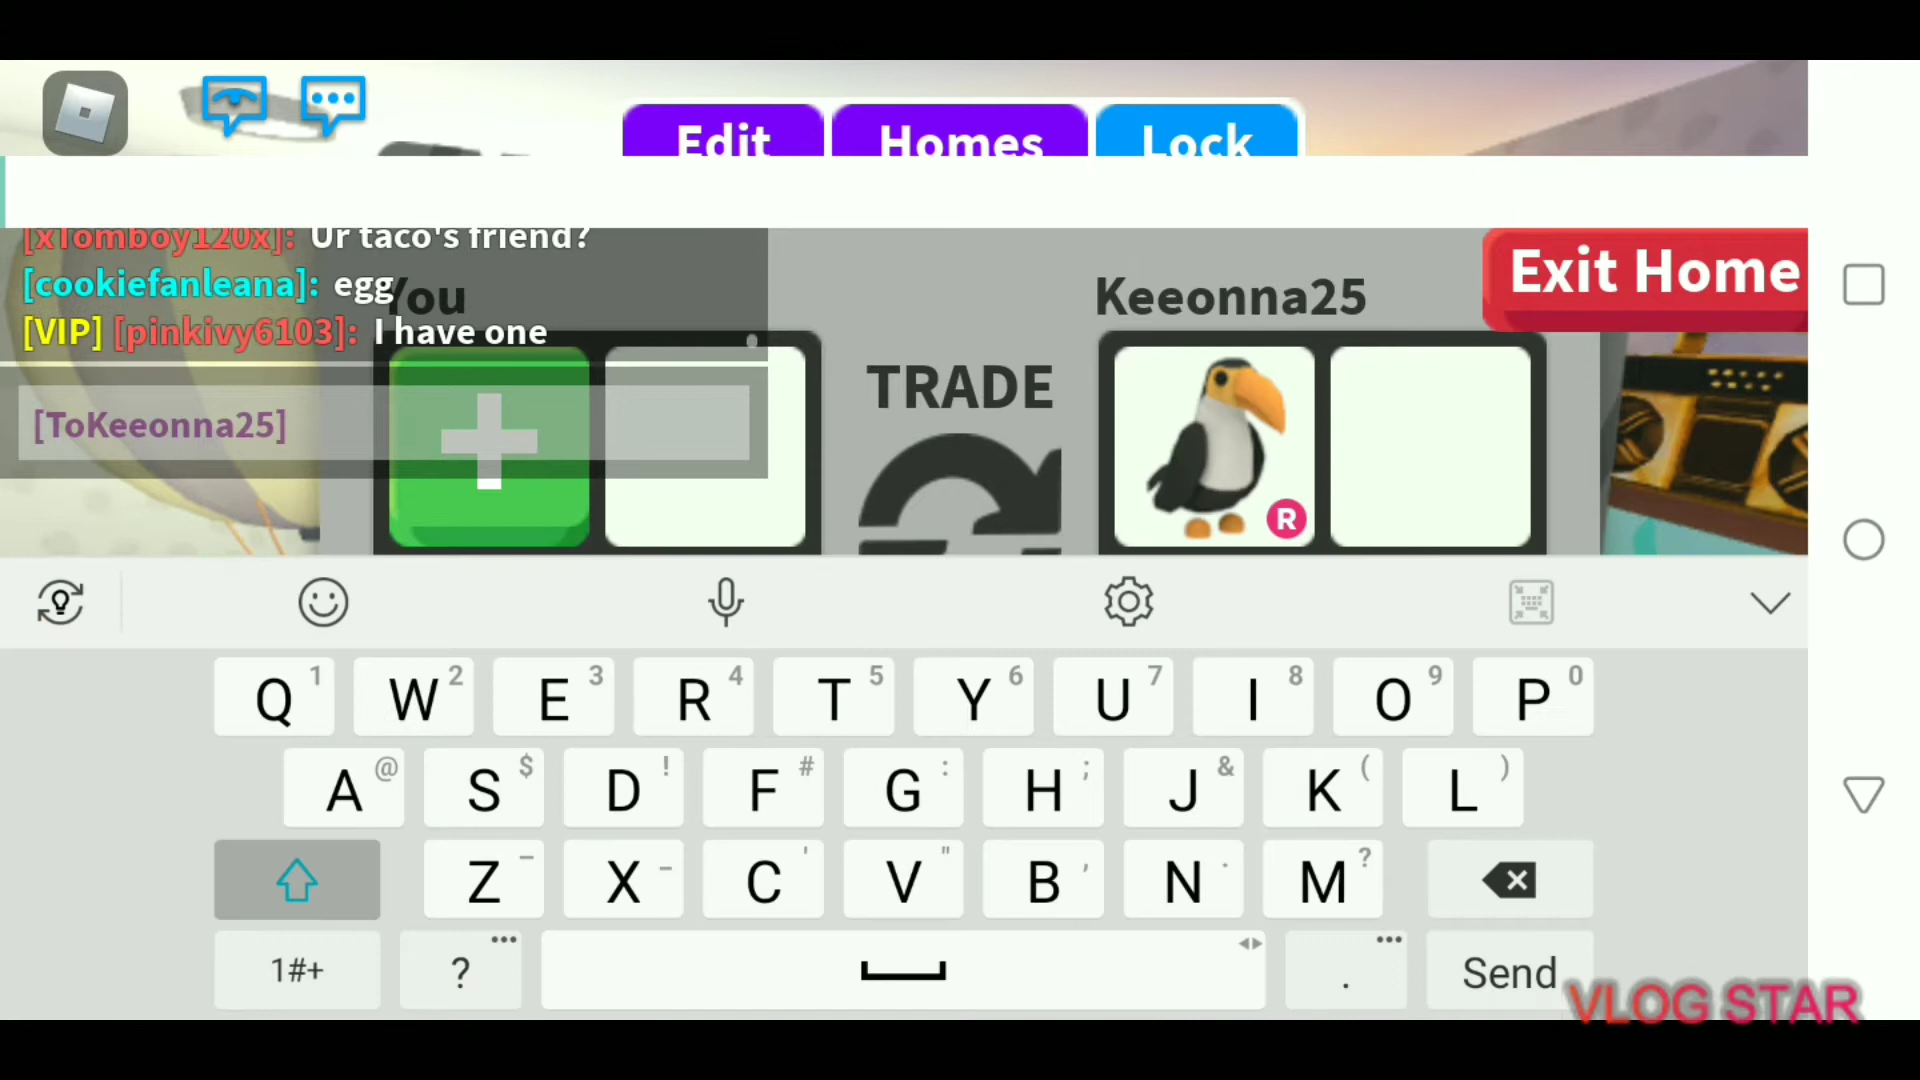 Edit Homes Lock
[xTomboy120x]: Ur taco's friend?
[cookiefanleana]: egg
[VIP] [pinkivy6103]: I have one
[ToKeeonna25]
You
TRADE
Keeonna25
R
Exit Home
Q 1 W 2 E 3 R 4 T 5 Y 6 U 7 I 8 O 9 P 0
A @ S $ D ! F # G : H ; J & K ( L )
Z - X - C ' V " B , N . M ?
1#+ ? . Send
VLOG STAR